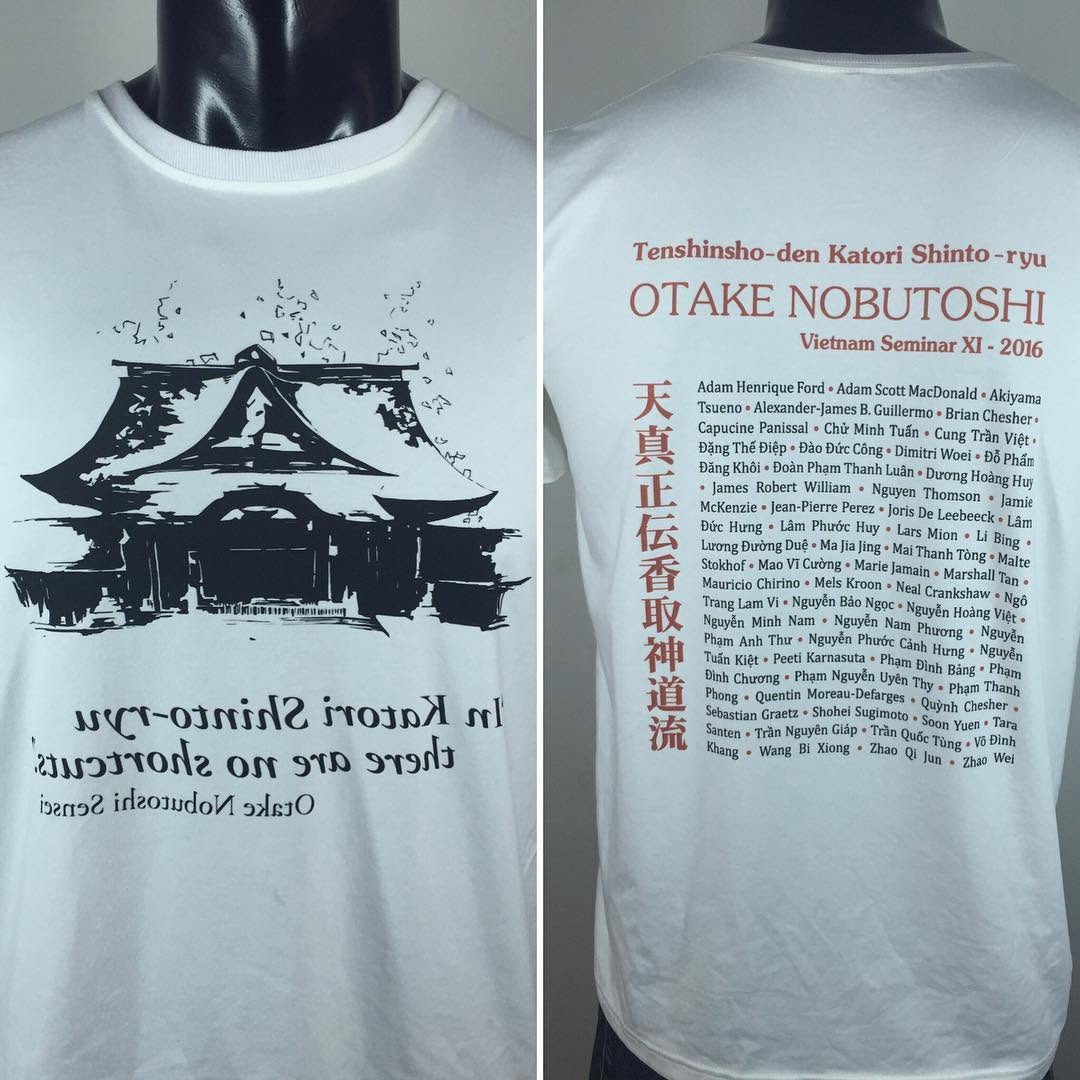 "In Katori Shinto-ryu
there are no shortcuts"
Otake Nobutoshi Sensei
Tenshinsho-den Katori Shinto-ryu
OTAKE NOBUTOSHI
Vietnam Seminar XI - 2016
天真正伝香取神道流
Adam Henrique Ford • Adam Scott MacDonald • Akiyama
Tsueno • Alexander-James B. Guillermo • Brian Chesher •
Capucine Panissal • Chử Minh Tuấn • Cung Trần Việt •
Đặng Thế Điệp • Đào Đức Công • Dimitri Woei • Đỗ Phẩm
Đăng Khôi • Đoàn Phạm Thanh Luân • Dương Hoàng Huy
• James Robert William • Nguyen Thomson • Jamie
McKenzie • Jean-Pierre Perez • Joris De Leebeeck • Lâm
Đức Hưng • Lâm Phước Huy • Lars Mion • Li Bing •
Lương Đường Duệ • Ma Jia Jing • Mai Thanh Tòng • Malte
Stokhof • Mao Vĩ Cường • Marie Jamain • Marshall Tan •
Mauricio Chirino • Mels Kroon • Neal Crankshaw • Ngô
Trang Lam Vi • Nguyễn Bảo Ngọc • Nguyễn Hoàng Việt •
Nguyễn Minh Nam • Nguyễn Nam Phương • Nguyễn
Phạm Anh Thư • Nguyễn Phước Cảnh Hưng • Nguyễn
Tuấn Kiệt • Peeti Karnasuta • Phạm Đình Bảng • Phạm
Đình Chương • Phạm Nguyễn Uyên Thy • Phạm Thanh
Phong • Quentin Moreau-Defarges • Quỳnh Chesher •
Sebastian Graetz • Shohei Sugimoto • Soon Yuen • Tara
Santen • Trần Nguyên Giáp • Trần Quốc Tùng • Võ Đình
Khang • Wang Bi Xiong • Zhao Qi Jun • Zhao Wei